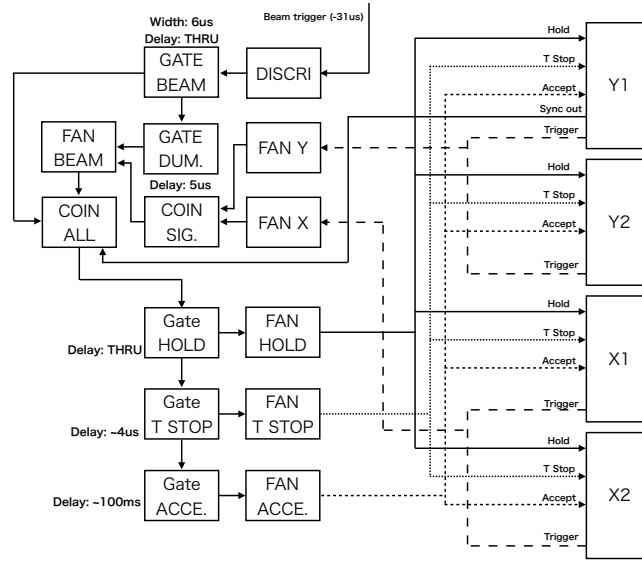 Beam trigger (-31us)
Width: 6us
Delay: THRU
GATE
BEAM
DISCRI
FAN
BEAM
GATE
DUM.
FAN Y
Delay: 5us
COIN
ALL
COIN
SIG.
FAN X
Delay: THRU
Gate
HOLD
FAN
HOLD
Delay: ~4us
Gate
T STOP
FAN
T STOP
Delay: ~100ms
Gate
ACCE.
FAN
ACCE.
Hold
T Stop
Accept
Sync out
Trigger
Y1
Hold
T Stop
Accept
Trigger
Y2
Hold
T Stop
Accept
Trigger
X1
Hold
T Stop
Accept
Trigger
X2